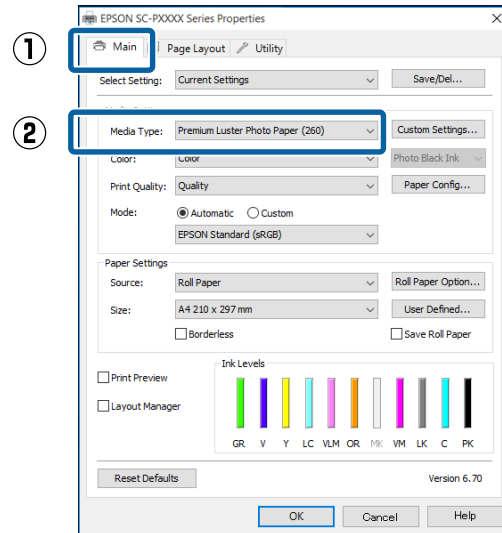 EPSON SC-PXXXX Series Properties
①
Main
Page Layout
Utility
Select Setting:
Current Settings
Save/Del...
②
Media Type:
Premium Luster Photo Paper (260)
Custom Settings...
Color:
Color
Photo Black Ink
Print Quality:
Quality
Paper Config...
Mode:
Automatic
Custom
EPSON Standard (sRGB)
Paper Settings
Source:
Roll Paper
Roll Paper Option...
Size:
A4 210 x 297 mm
User Defined...
Borderless
Save Roll Paper
Print Preview
Layout Manager
Ink Levels
GR V Y LC VLM OR MK VM LK C PK
Reset Defaults
Version 6.70
OK
Cancel
Help